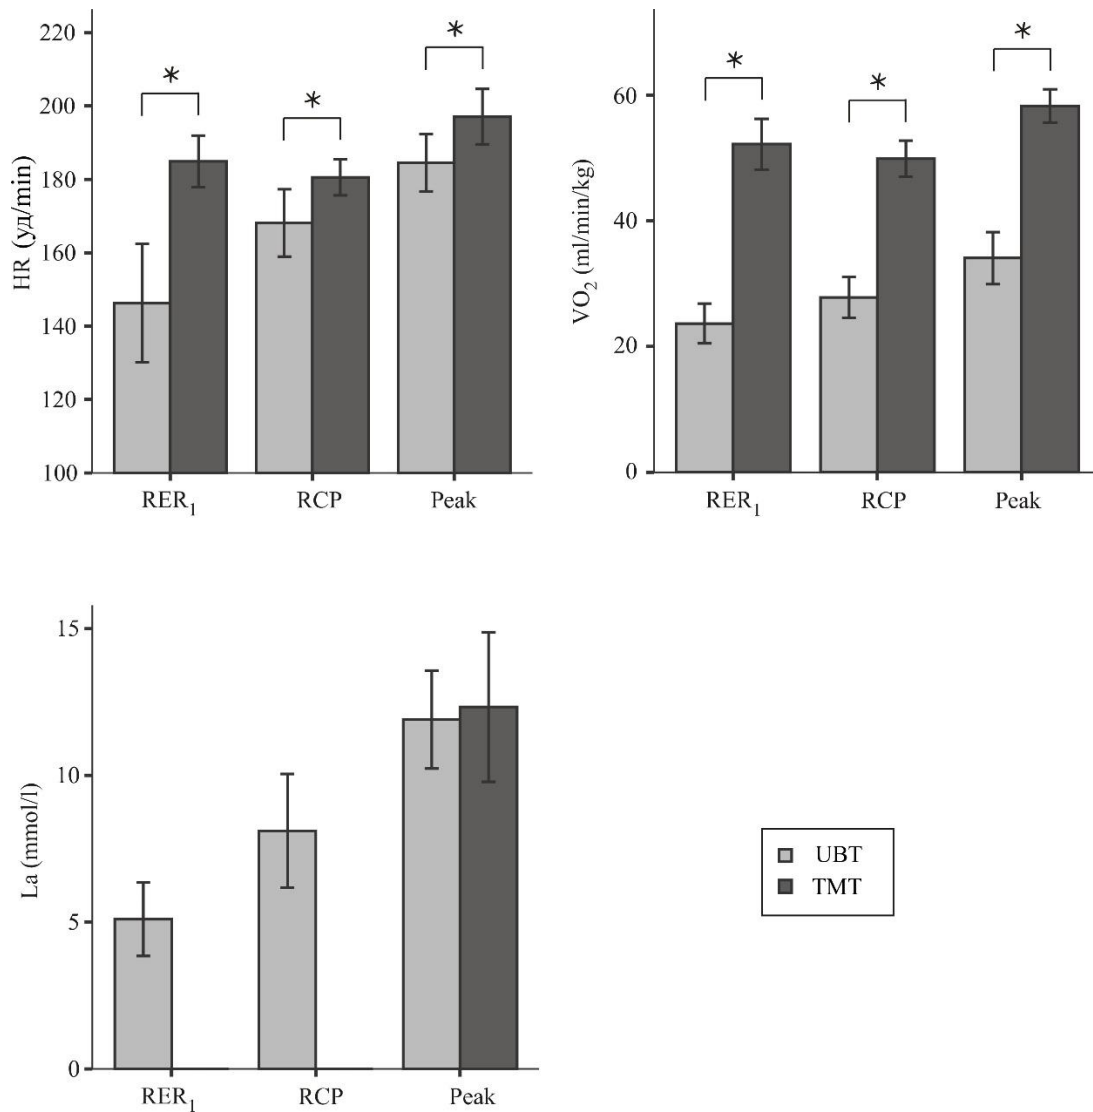 HR (уд/min)
220
200
180
160
140
120
100
*
*
*
RER₁ RCP Peak
VO₂ (ml/min/kg)
60
40
20
0
*
*
*
RER₁ RCP Peak
La (mmol/l)
15
10
5
0
RER₁ RCP Peak
UBT
TMT